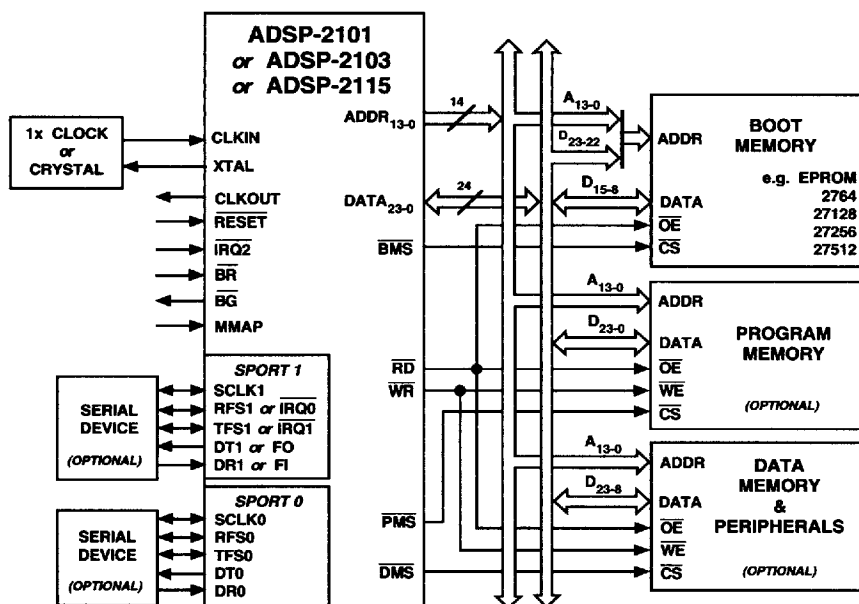 ADSP-2101
or ADSP-2103
or ADSP-2115
1x CLOCK
or
CRYSTAL
CLKIN
XTAL
CLKOUT
RESET
IRQ2
BR
BG
MMAP
ADDR13-0
14
DATA23-0
24
BMS
RD
WR
PMS
DMS
SPORT 1
SCLK1
RFS1 or IRQ0
TFS1 or IRQ1
DT1 or FO
DR1 or FI
SERIAL
DEVICE
(OPTIONAL)
SPORT 0
SCLK0
RFS0
TFS0
DT0
DR0
SERIAL
DEVICE
(OPTIONAL)
A13-0
D23-22
D15-8
ADDR
DATA
OE
CS
BOOT
MEMORY
e.g. EPROM
2764
27128
27256
27512
A13-0
D23-0
ADDR
DATA
OE
WE
CS
PROGRAM
MEMORY
(OPTIONAL)
A13-0
D23-8
ADDR
DATA
OE
WE
CS
DATA
MEMORY
&
PERIPHERALS
(OPTIONAL)